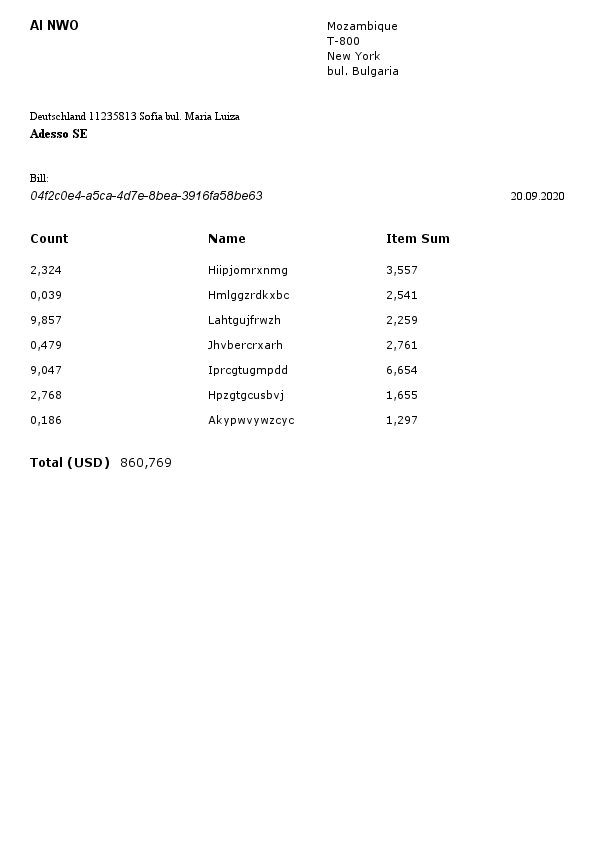 AI NWO
Mozambique
T-800
New York
bul. Bulgaria
Deutschland 11235813 Sofia bul. Maria Luiza
Adesso SE
Bill:
04f2c0e4-a5ca-4d7e-8bea-3916fa58be63 20.09.2020
Count Name Item Sum
2,324 Hiipjomrxnmg 3,557
0,039 Hmlggzrdkxbc 2,541
9,857 Lahtgujfrwzh 2,259
0,479 Jhvbercrxarh 2,761
9,047 Iprcgtugmpdd 6,654
2,768 Hpzgtgcusbvj 1,655
0,186 Akypwvywzcyc 1,297
Total (USD) 860,769